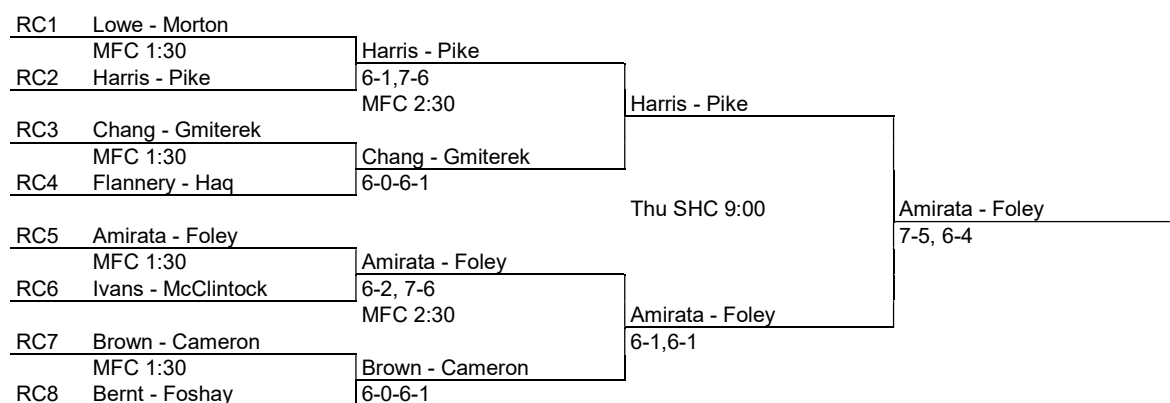 RC1 Lowe - Morton
MFC 1:30 Harris - Pike
RC2 Harris - Pike 6-1,7-6
MFC 2:30 Harris - Pike
RC3 Chang - Gmiterek
MFC 1:30 Chang - Gmiterek
RC4 Flannery - Haq 6-0-6-1
Thu SHC 9:00 Amirata - Foley
RC5 Amirata - Foley 7-5, 6-4
MFC 1:30 Amirata - Foley
RC6 Ivans - McClintock 6-2, 7-6
MFC 2:30 Amirata - Foley
RC7 Brown - Cameron 6-1,6-1
MFC 1:30 Brown - Cameron
RC8 Bernt - Foshay 6-0-6-1